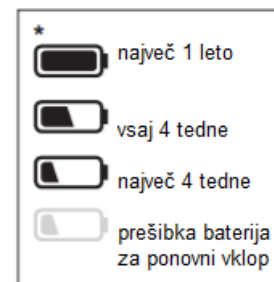 *
največ 1 leto
vsaj 4 tedne
največ 4 tedne
prešibka baterija
za ponovni vklop